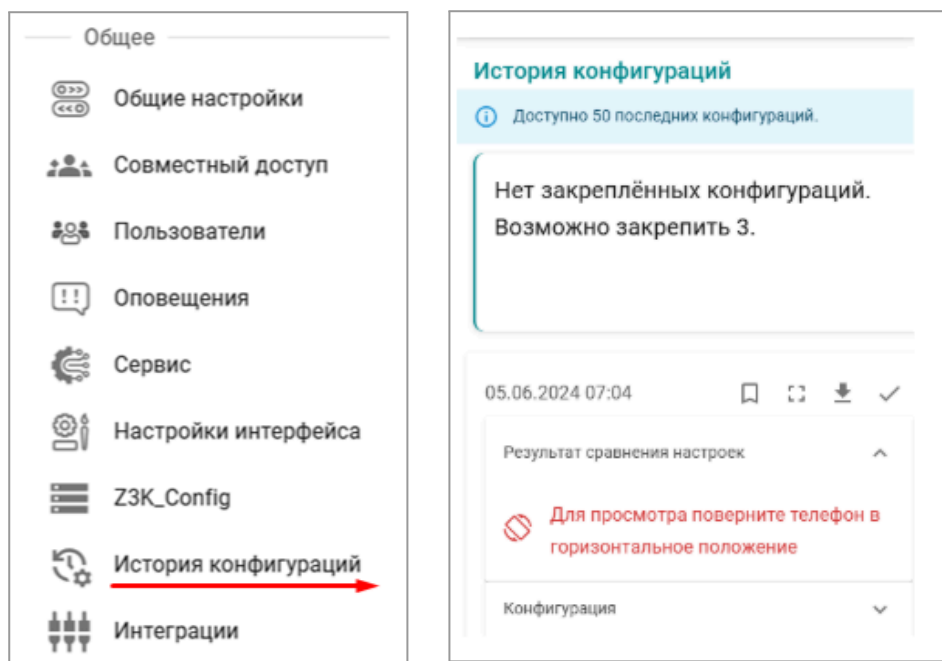 Общее
Общие настройки
Совместный доступ
Пользователи
Оповещения
Сервис
Настройки интерфейса
Z3K_Config
История конфигураций
Интеграции
История конфигураций
Доступно 50 последних конфигураций.
Нет закреплённых конфигураций.
Возможно закрепить 3.
05.06.2024 07:04
Результат сравнения настроек
Для просмотра поверните телефон в
горизонтальное положение
Конфигурация